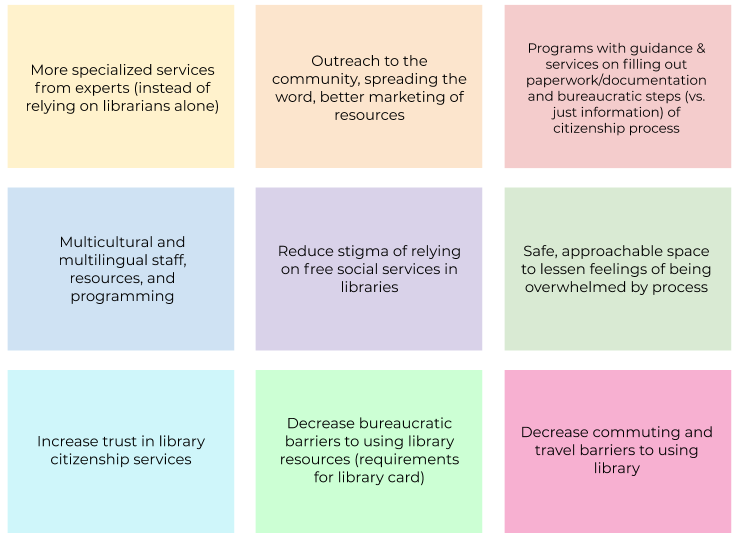 More specialized services
from experts (instead of
relying on librarians alone)
Outreach to the
community, spreading the
word, better marketing of
resources
Programs with guidance &
services on filling out
paperwork/documentation
and bureaucratic steps (vs.
just information) of
citizenship process
Multicultural and
multilingual staff,
resources, and
programming
Reduce stigma of relying
on free social services in
libraries
Safe, approachable space
to lessen feelings of being
overwhelmed by process
Increase trust in library
citizenship services
Decrease bureaucratic
barriers to using library
resources (requirements
for library card)
Decrease commuting and
travel barriers to using
library